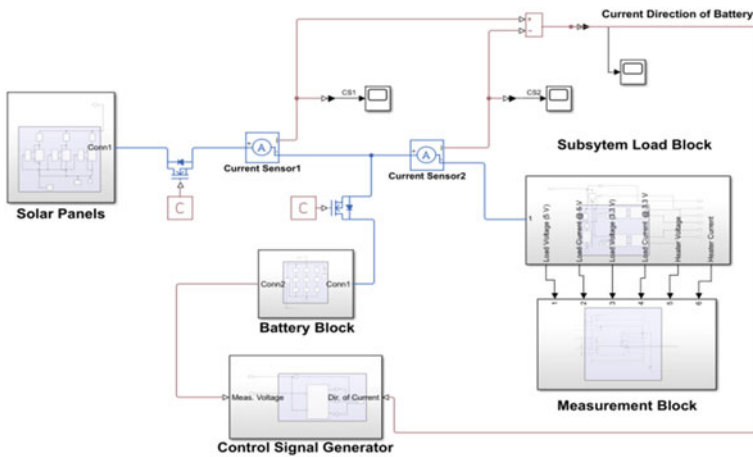 Current Direction of Battery
+
−
CS1
CS2
Conn1
Solar Panels
Current Sensor1
A
Current Sensor2
A
C
C
Subsytem Load Block
1
Load Voltage (5 V)
Load Current @ 5 V
Load Voltage (3.3 V)
Load Current @ 3.3 V
Heater Voltage
Heater Current
1
2
3
4
5
6
Measurement Block
Conn2
Conn1
Battery Block
Meas. Voltage
Dir. of Current
Control Signal Generator